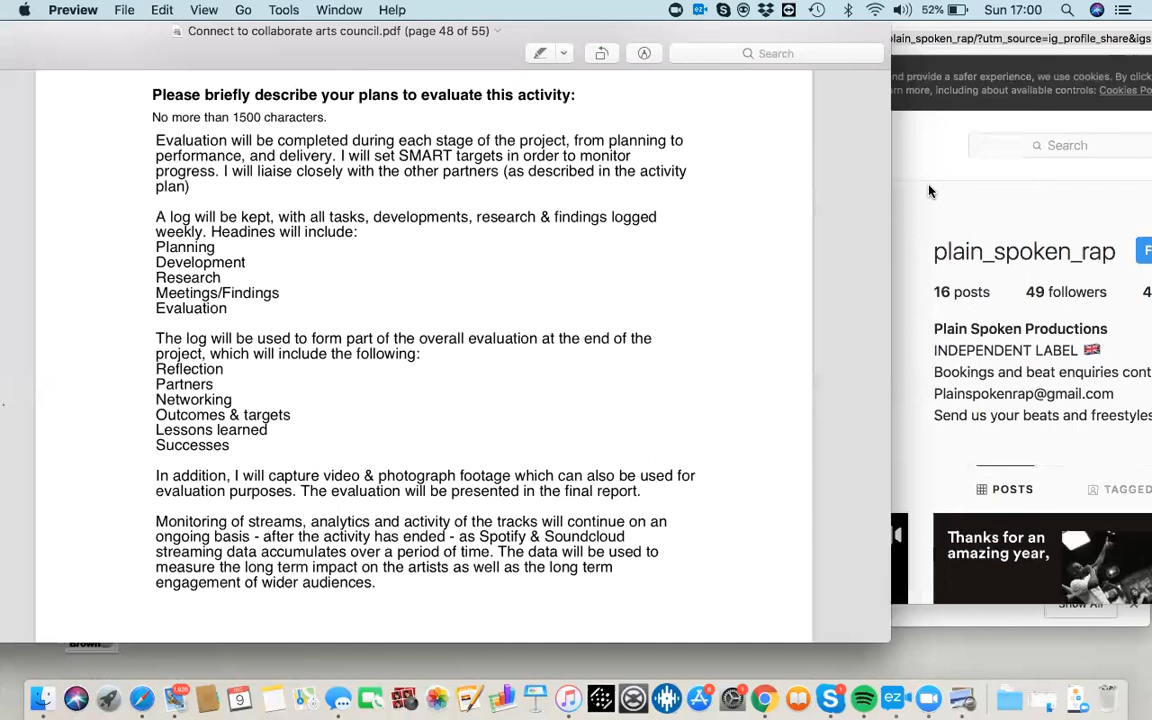 Preview File Edit View Go Tools Window Help 52% Sun 17:00
Connect to collaborate arts council.pdf (page 48 of 55)
Search
Please briefly describe your plans to evaluate this activity:
No more than 1500 characters.
Evaluation will be completed during each stage of the project, from planning to
performance, and delivery. I will set SMART targets in order to monitor
progress. I will liaise closely with the other partners (as described in the activity
plan)
A log will be kept, with all tasks, developments, research & findings logged
weekly. Headines will include:
Planning
Development
Research
Meetings/Findings
Evaluation
The log will be used to form part of the overall evaluation at the end of the
project, which will include the following:
Reflection
Partners
Networking
Outcomes & targets
Lessons learned
Successes
In addition, I will capture video & photograph footage which can also be used for
evaluation purposes. The evaluation will be presented in the final report.
Monitoring of streams, analytics and activity of the tracks will continue on an
ongoing basis - after the activity has ended - as Spotify & Soundcloud
streaming data accumulates over a period of time. The data will be used to
measure the long term impact on the artists as well as the long term
engagement of wider audiences.
plain_spoken_rap/?utm_source=ig_profile_share&igs
nd provide a safer experience, we use cookies. By click
rn more, including about available controls: Cookies Po
Search
plain_spoken_rap F
16 posts 49 followers 4
Plain Spoken Productions
INDEPENDENT LABEL
Bookings and beat enquiries cont
Plainspokenrap@gmail.com
Send us your beats and freestyles
POSTS TAGGED
Thanks for an
amazing year,
Show All
Brown
9